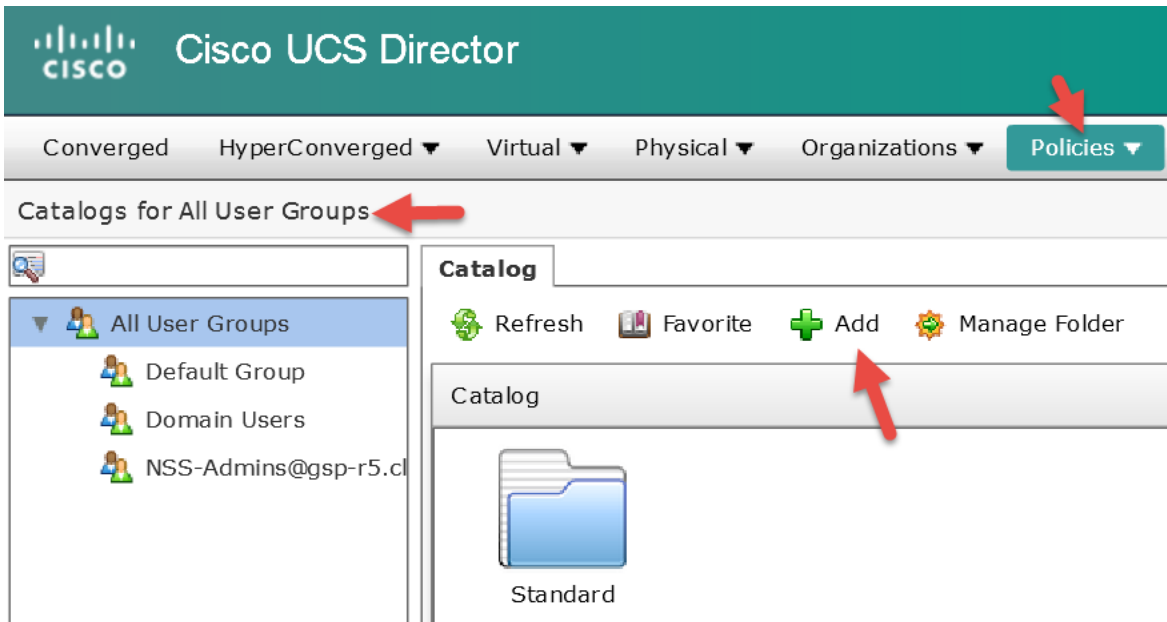 CISCO Cisco UCS Director
Converged HyperConverged Virtual Physical Organizations Policies
Catalogs for All User Groups
Catalog
All User Groups
Default Group
Domain Users
NSS-Admins@gsp-r5.cl
Refresh Favorite Add Manage Folder
Catalog
Standard